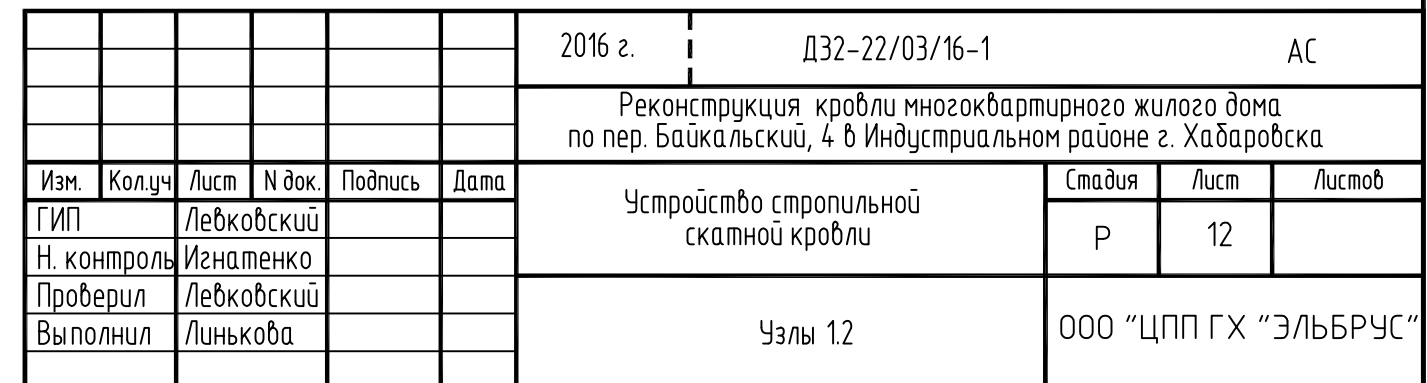 2016 г. ДЗ2-22/03/16-1 АС
Реконструкция кровли многоквартирного жилого дома
по пер. Байкальский, 4 в Индустриальном районе г. Хабаровска
Изм. Кол.уч Лист N док. Подпись Дата
Устройство стропильной
скатной кровли
Стадия Лист Листов
Р 12
ГИП Левковский
Н. контроль Игнатенко
Проверил Левковский
Выполнил Линькова
Узлы 1.2
ООО "ЦПП ГХ "ЭЛЬБРУС"